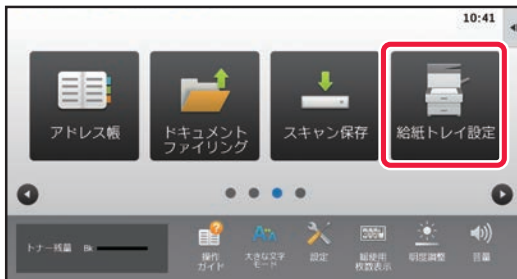 10:41
アドレス帳
ドキュメント
ファイリング
スキャン保存
給紙トレイ設定
トナー残量 Bk
操作
ガイド
大きな文字
モード
設定
総使用
枚数表示
明度調整
音量